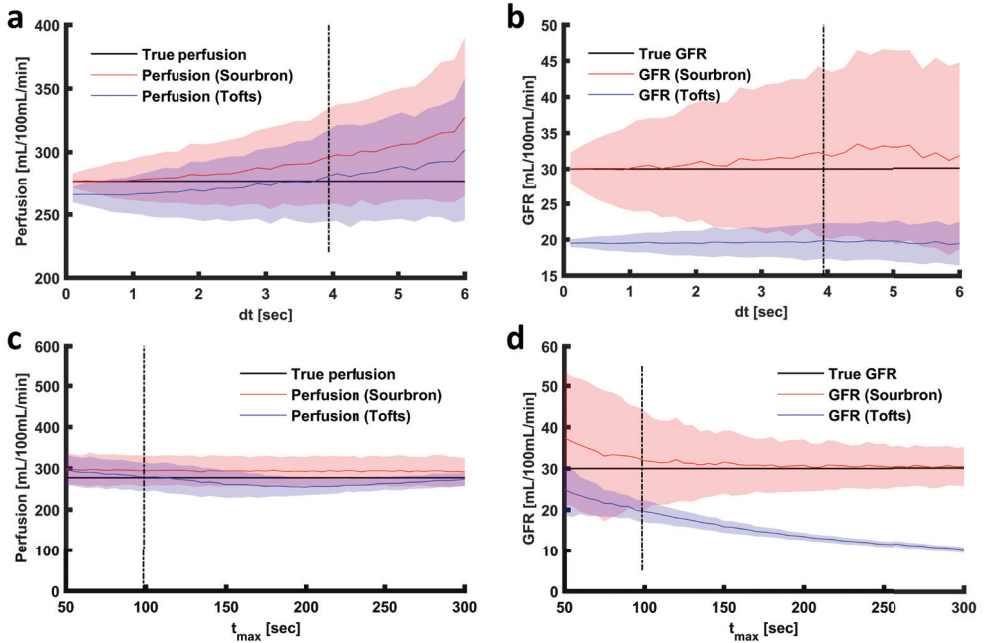 a
400
350
300
250
200
Perfusion [mL/100mL/min]
True perfusion
Perfusion (Sourbron)
Perfusion (Tofts)
0 1 2 3 4 5 6
dt [sec]
b
50
45
40
35
30
25
20
15
GFR [mL/100mL/min]
True GFR
GFR (Sourbron)
GFR (Tofts)
0 1 2 3 4 5 6
dt [sec]
c
600
500
400
300
200
100
0
Perfusion [mL/100mL/min]
True perfusion
Perfusion (Sourbron)
Perfusion (Tofts)
50 100 150 200 250 300
tmax [sec]
d
60
50
40
30
20
10
0
GFR [mL/100mL/min]
True GFR
GFR (Sourbron)
GFR (Tofts)
50 100 150 200 250 300
tmax [sec]